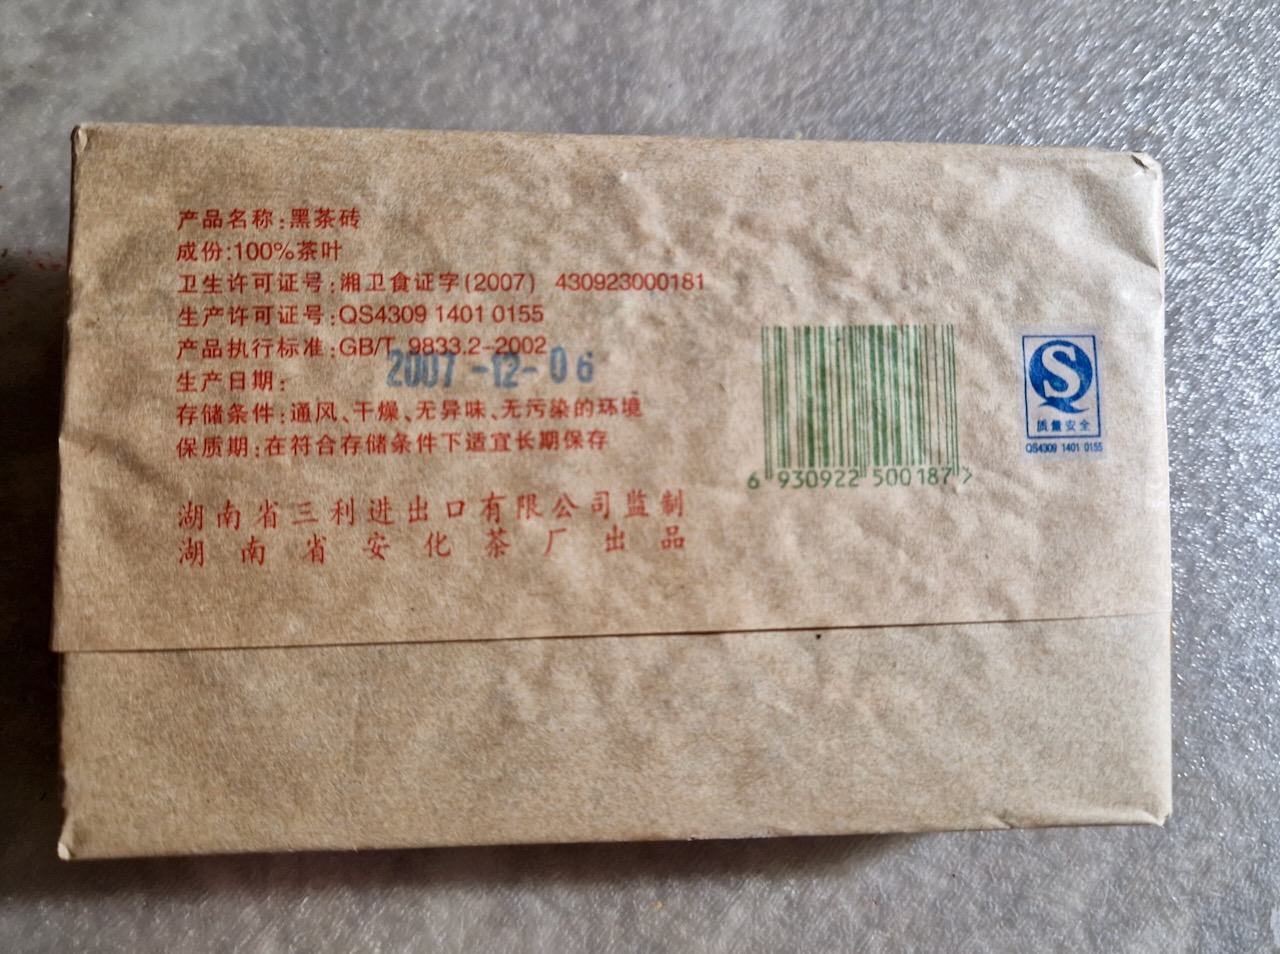 产品名称:黑茶砖
成份:100%茶叶
卫生许可证号:湘卫食证字(2007) 430923000181
生产许可证号:QS4309 1401 0155
产品执行标准:GB/T 9833.2-2002
生产日期: 2007-12-06
存储条件:通风、干燥、无异味、无污染的环境
保质期:在符合存储条件下适宜长期保存
湖南省三利进出口有限公司监制
湖南省安化茶厂出品
6 930922 500187 >
S
质量安全
QS4309 1401 0155